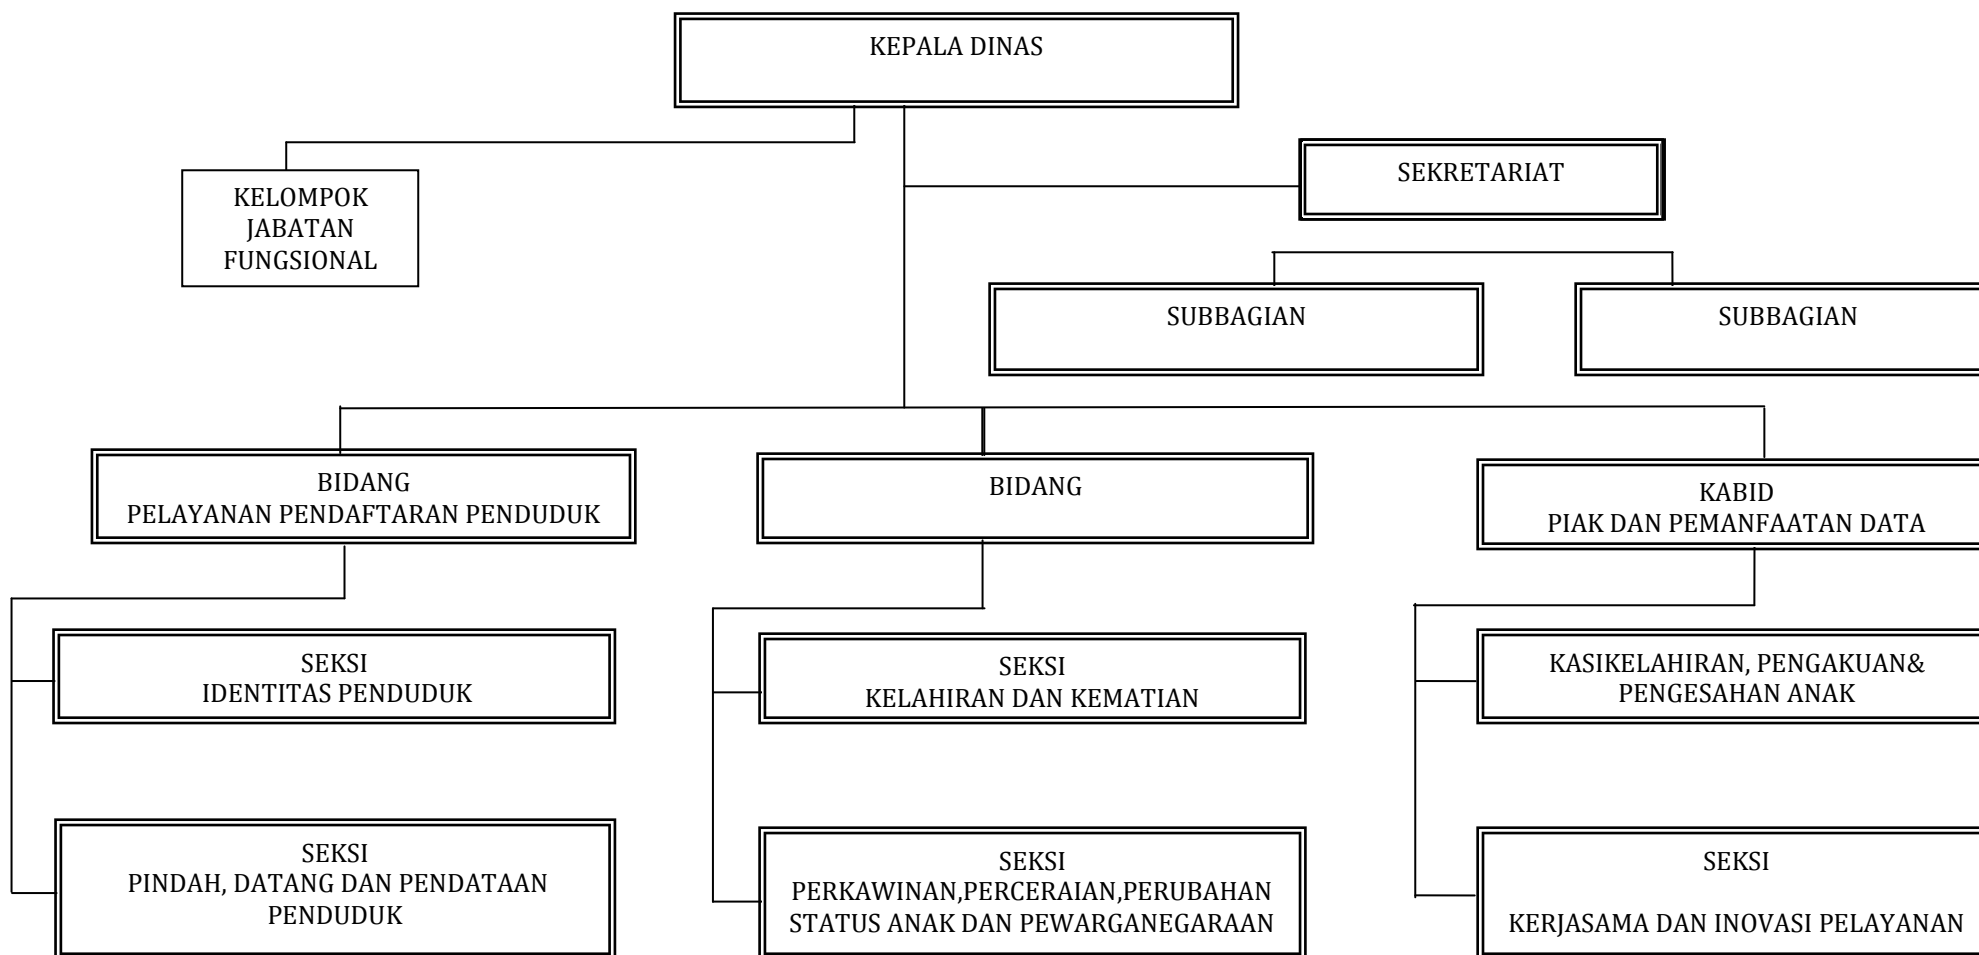 KEPALA DINAS
SEKRETARIAT
KELOMPOK
JABATAN
FUNGSIONAL
SUBBAGIAN
SUBBAGIAN
BIDANG
PELAYANAN PENDAFTARAN PENDUDUK
BIDANG
KABID
PIAK DAN PEMANFAATAN DATA
SEKSI
IDENTITAS PENDUDUK
SEKSI
KELAHIRAN DAN KEMATIAN
KASIKELAHIRAN, PENGAKUAN&
PENGESAHAN ANAK
SEKSI
PINDAH, DATANG DAN PENDATAAN
PENDUDUK
SEKSI
PERKAWINAN,PERCERAIAN,PERUBAHAN
STATUS ANAK DAN PEWARGANEGARAAN
SEKSI
KERJASAMA DAN INOVASI PELAYANAN